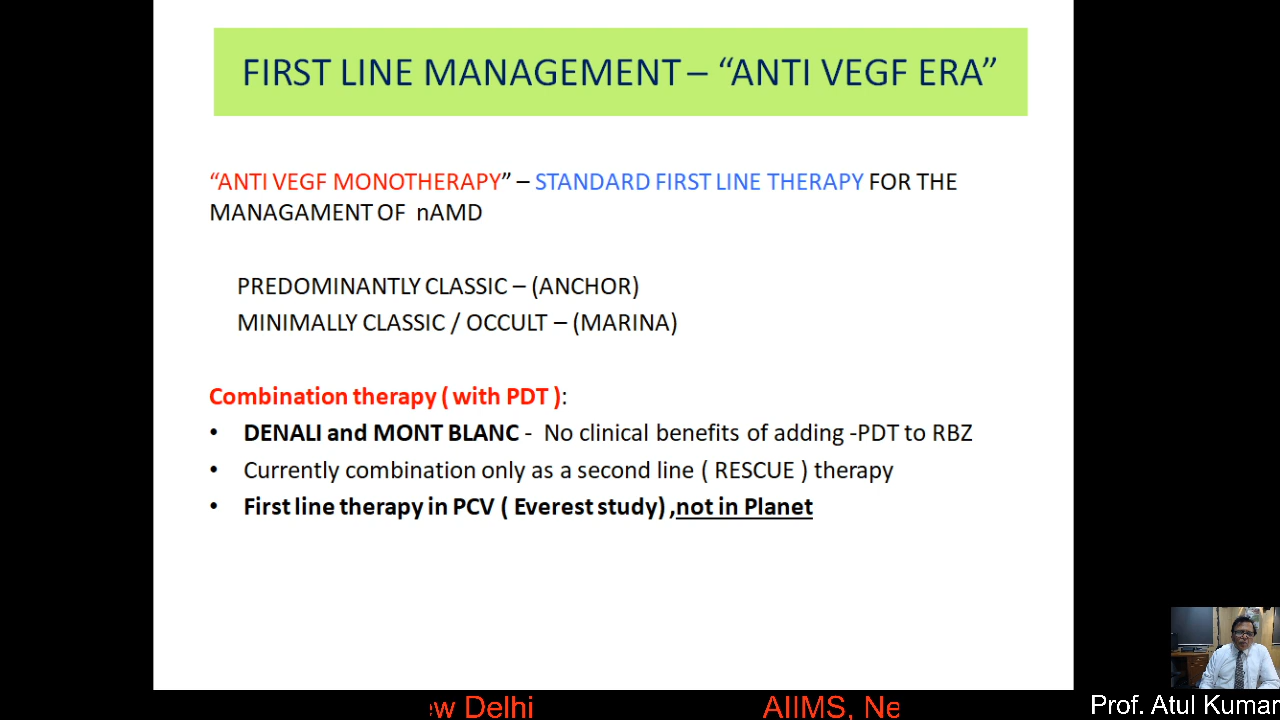 FIRST LINE MANAGEMENT – “ANTI VEGF ERA”
“ANTI VEGF MONOTHERAPY” – STANDARD FIRST LINE THERAPY FOR THE
MANAGAMENT OF nAMD
PREDOMINANTLY CLASSIC – (ANCHOR)
MINIMALLY CLASSIC / OCCULT – (MARINA)
Combination therapy ( with PDT ):
• DENALI and MONT BLANC - No clinical benefits of adding -PDT to RBZ
• Currently combination only as a second line ( RESCUE ) therapy
• First line therapy in PCV ( Everest study) ,not in Planet
w Delhi AIIMS, Ne
Prof. Atul Kumar